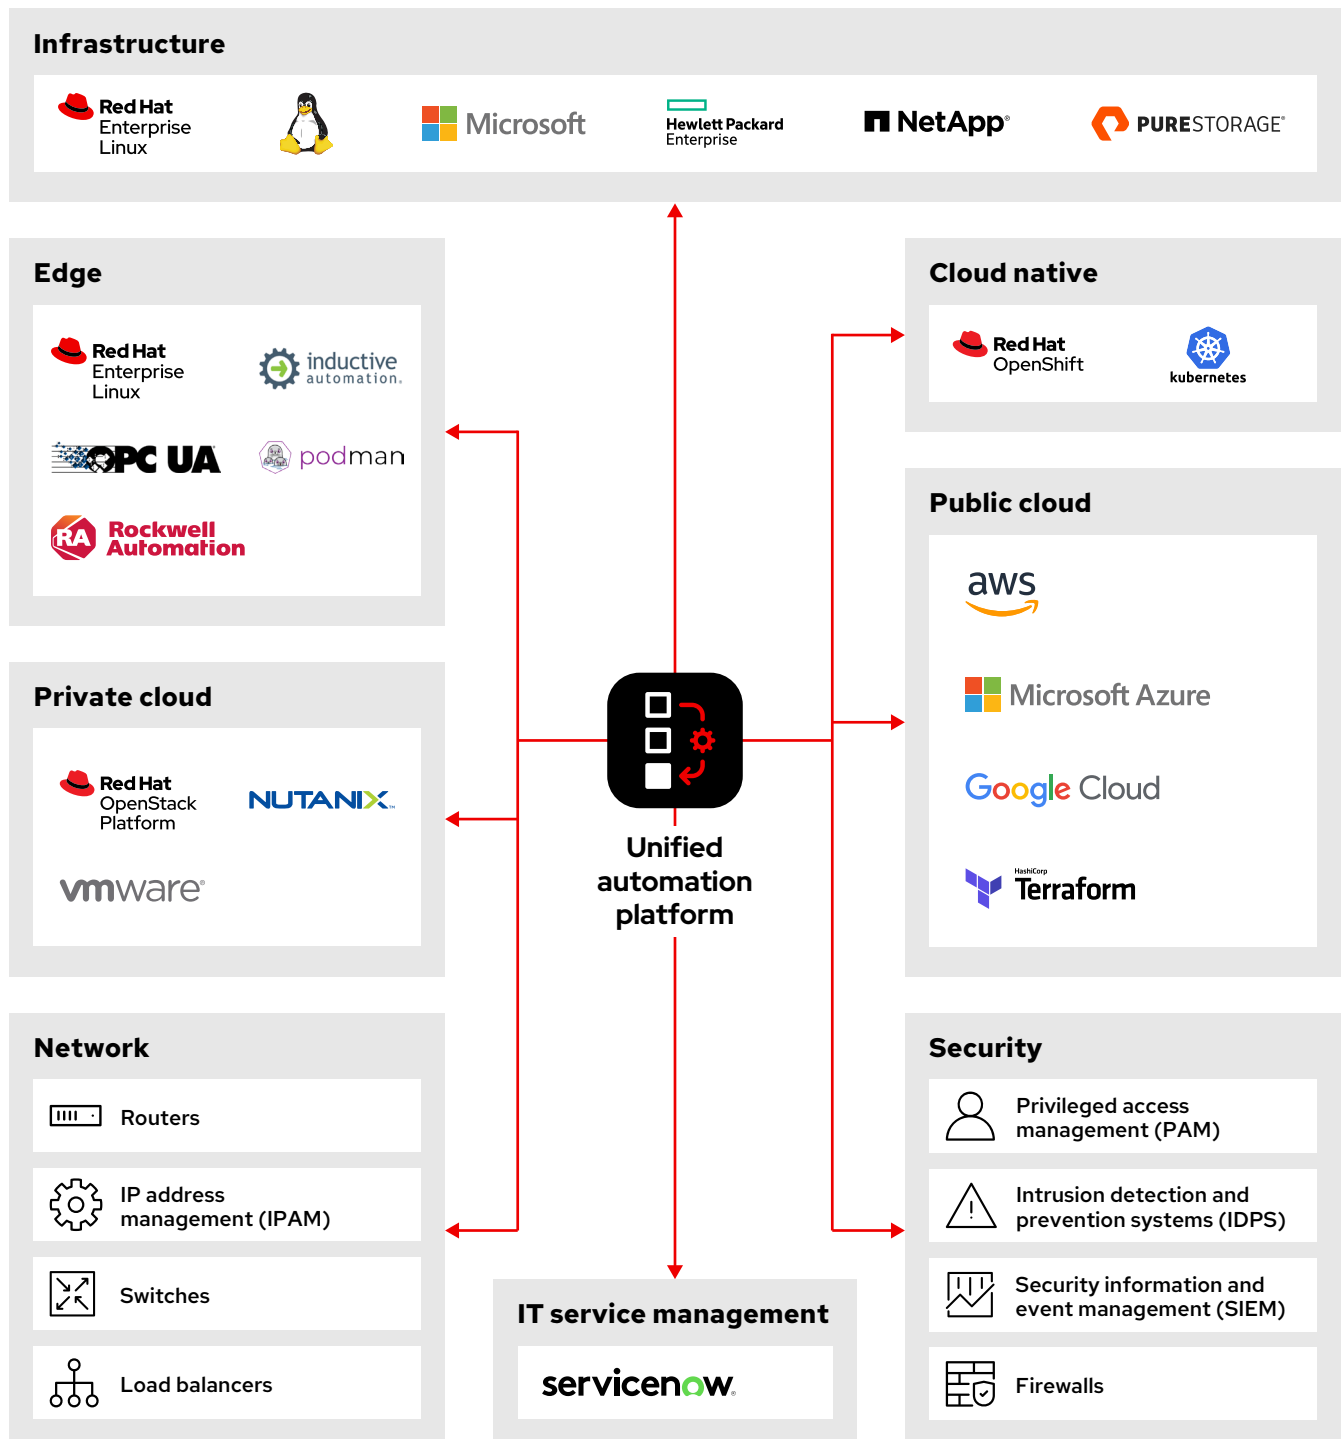 Infrastructure
Red Hat
Enterprise
Linux
Microsoft
Hewlett Packard
Enterprise
NetApp®
PURESTORAGE®
Edge
Red Hat
Enterprise
Linux
inductive
automation®
OPC UA
podman
RA
Rockwell
Automation
Cloud native
Red Hat
OpenShift
kubernetes
Public cloud
aws
Microsoft Azure
Google Cloud
HashiCorp
Terraform
Private cloud
Red Hat
OpenStack
Platform
NUTANIX™
vmware®
Unified
automation
platform
Network
Routers
IP address
management (IPAM)
Switches
Load balancers
IT service management
servicenow®
Security
Privileged access
management (PAM)
Intrusion detection and
prevention systems (IDPS)
Security information and
event management (SIEM)
Firewalls